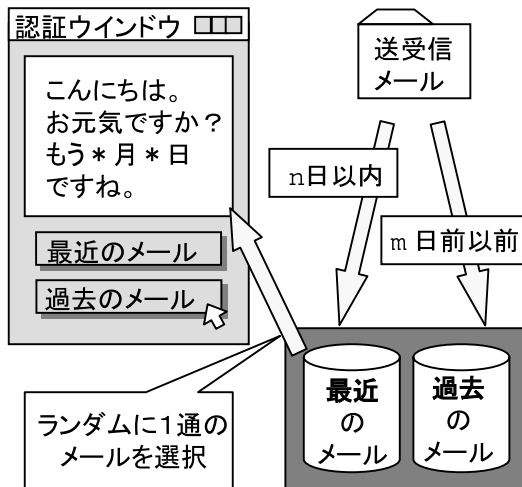 認証ウインドウ
こんにちは。
お元気ですか？
もう＊月＊日
ですね。
最近のメール
過去のメール
送受信
メール
n日以内
m日前以前
ランダムに1通の
メールを選択
最近
の
メール
過去
の
メール